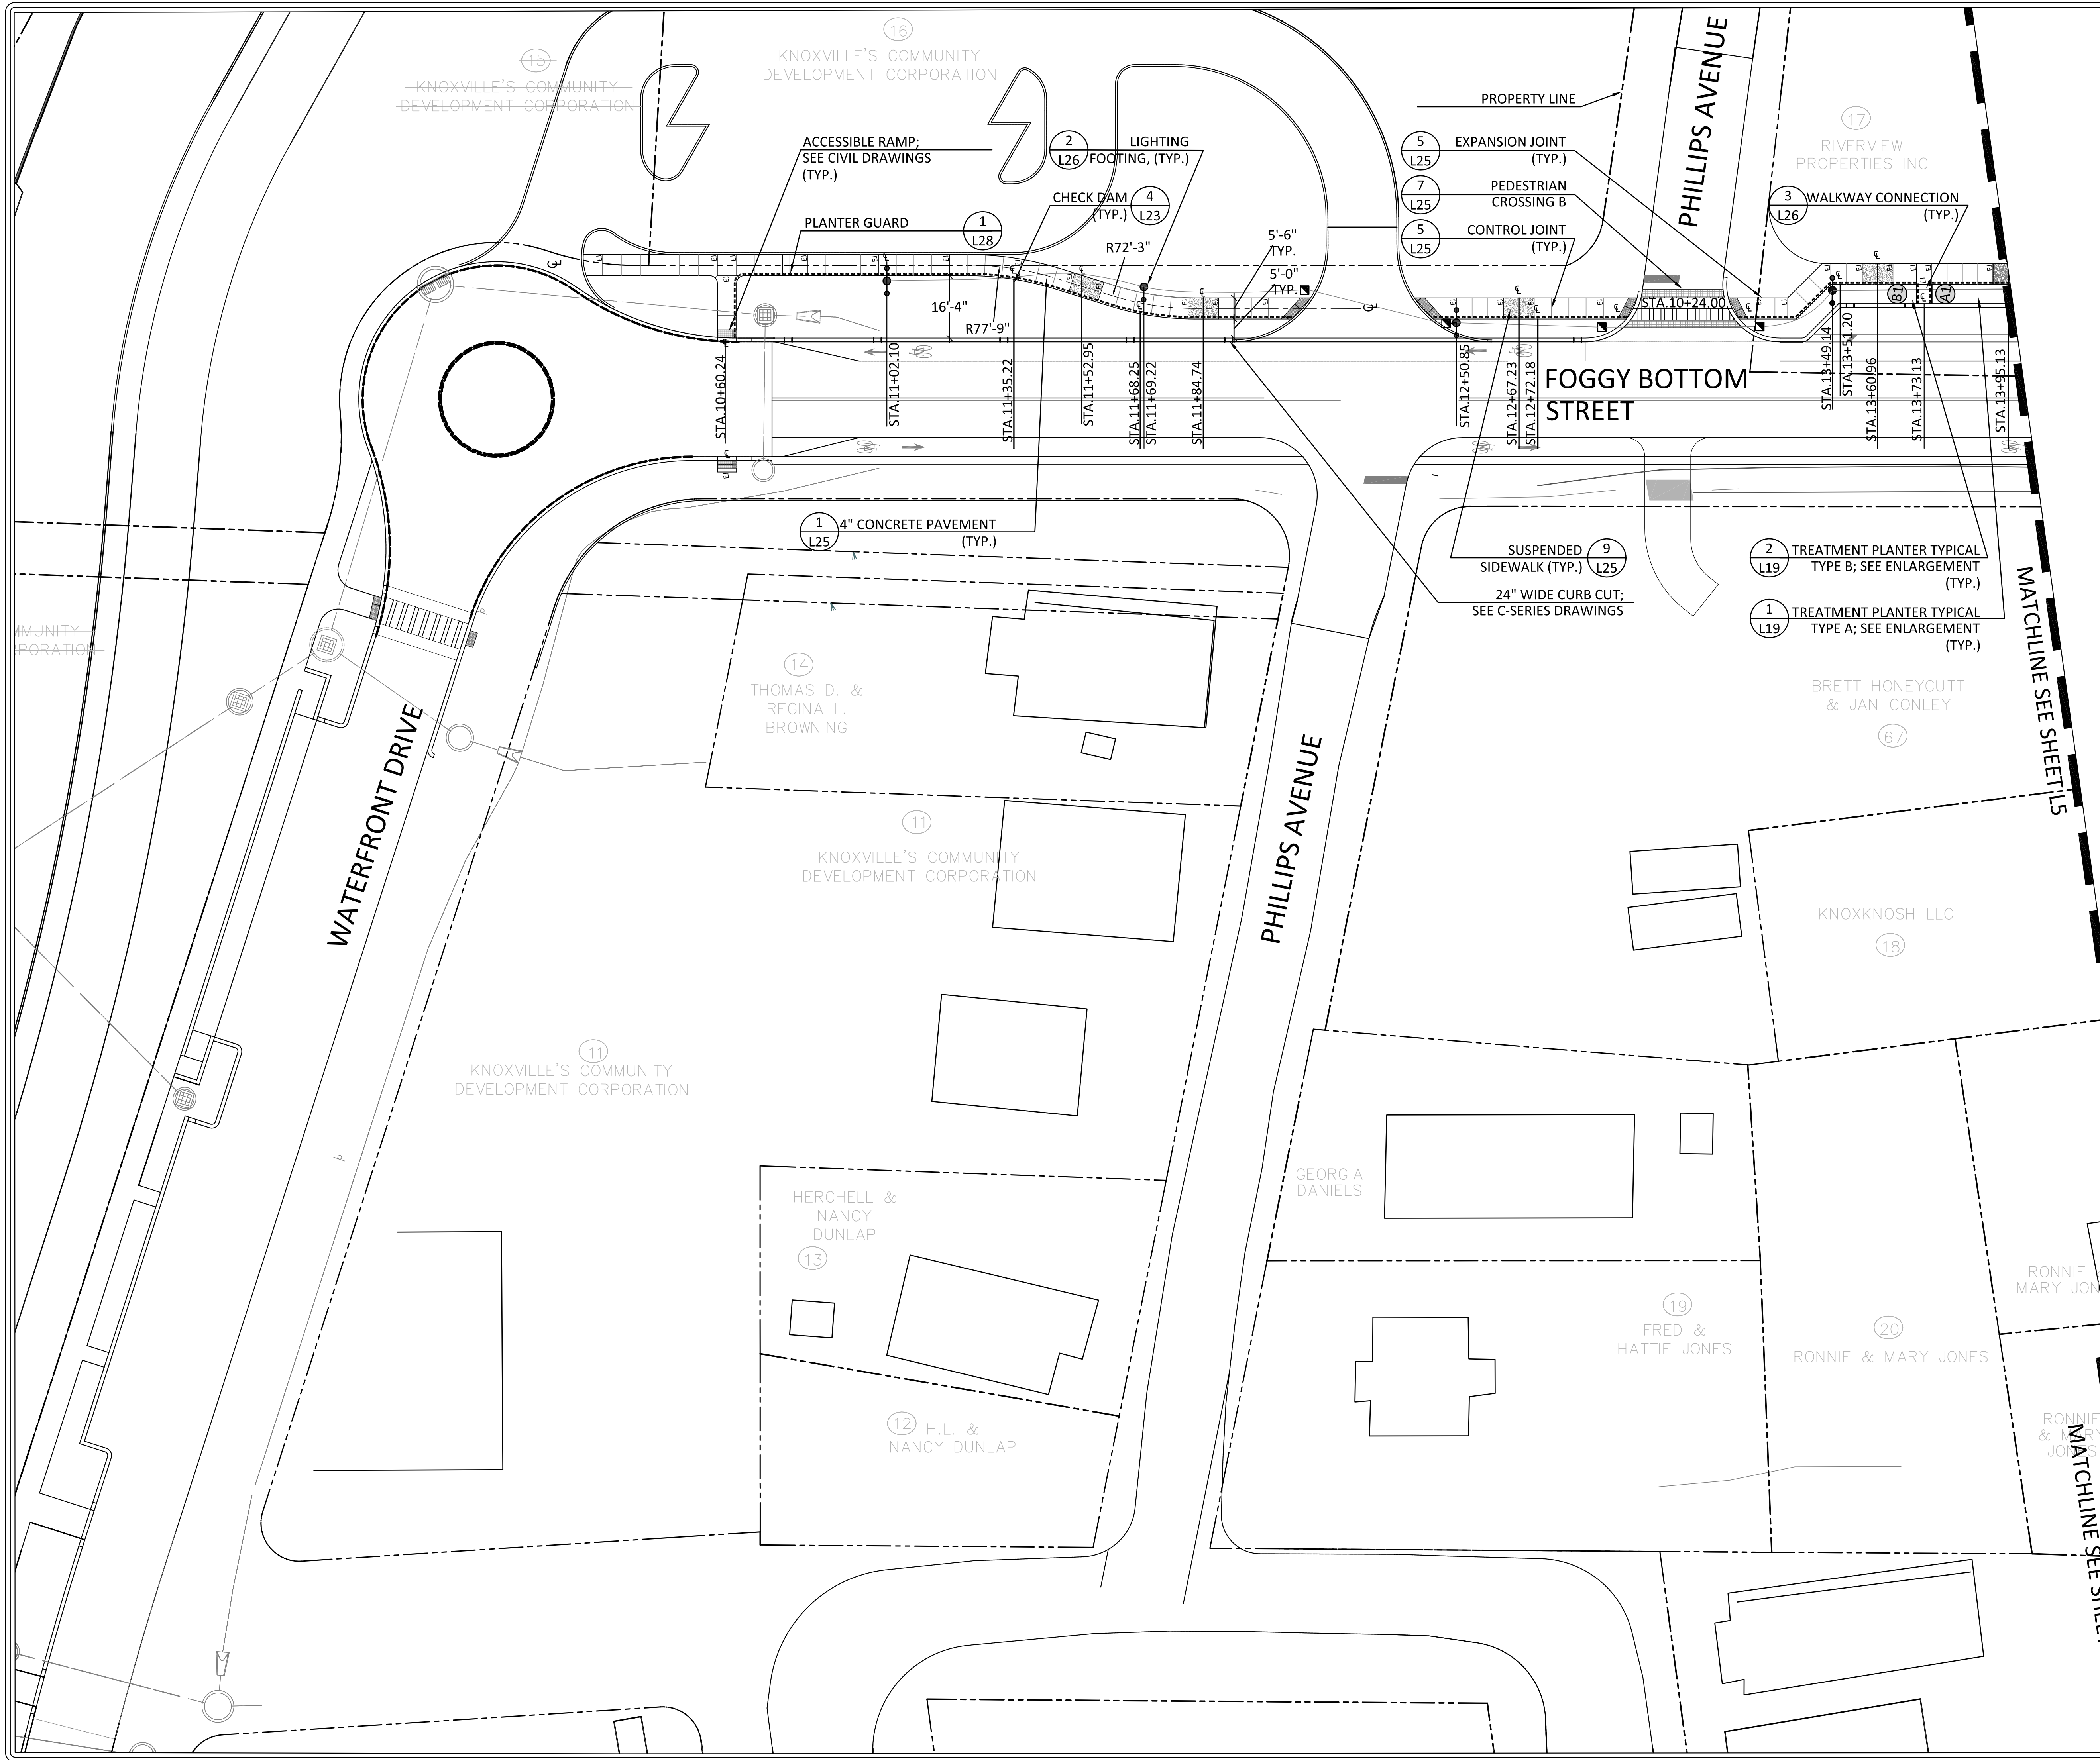 15
KNOXVILLE'S COMMUNITY
DEVELOPMENT CORPORATION
16
KNOXVILLE'S COMMUNITY
DEVELOPMENT CORPORATION
PROPERTY LINE
PHILLIPS AVENUE
17
RIVERVIEW
PROPERTIES INC
ACCESSIBLE RAMP;
SEE CIVIL DRAWINGS
(TYP.)
2
L26
LIGHTING
FOOTING, (TYP.)
5
L25
EXPANSION JOINT
(TYP.)
7
L25
PEDESTRIAN
CROSSING B
5
L25
CONTROL JOINT
(TYP.)
3
L26
WALKWAY CONNECTION
(TYP.)
CHECK DAM
(TYP.)
4
L23
PLANTER GUARD
1
L28
R72'-3"
5'-6"
TYP.
5'-0"
TYP.
16'-4"
R77'-9"
STA.10+24.00
B1
A1
STA.10+60.24
STA.11+02.10
STA.11+35.22
STA.11+52.95
STA.11+68.25
STA.11+69.22
STA.11+84.74
STA.12+50.85
STA.12+67.23
STA.12+72.18
STA.13+49.14
STA.13+51.20
STA.13+60.96
STA.13+73.13
STA.13+95.13
FOGGY BOTTOM
STREET
1
L25
4" CONCRETE PAVEMENT
(TYP.)
SUSPENDED
SIDEWALK (TYP.)
9
L25
24" WIDE CURB CUT;
SEE C-SERIES DRAWINGS
2
L19
TREATMENT PLANTER TYPICAL
TYPE B; SEE ENLARGEMENT
(TYP.)
1
L19
TREATMENT PLANTER TYPICAL
TYPE A; SEE ENLARGEMENT
(TYP.)
MATCHLINE SEE SHEET L5
14
THOMAS D. &
REGINA L.
BROWNING
BRETT HONEYCUTT
& JAN CONLEY
67
WATERFRONT DRIVE
PHILLIPS AVENUE
11
KNOXVILLE'S COMMUNITY
DEVELOPMENT CORPORATION
KNOXKNOSH LLC
18
11
KNOXVILLE'S COMMUNITY
DEVELOPMENT CORPORATION
HERCHELL &
NANCY
DUNLAP
13
GEORGIA
DANIELS
19
FRED &
HATTIE JONES
20
RONNIE & MARY JONES
RONNIE
MARY
12
H.L. &
NANCY DUNLAP
RONNIE
MATCHLINE SEE